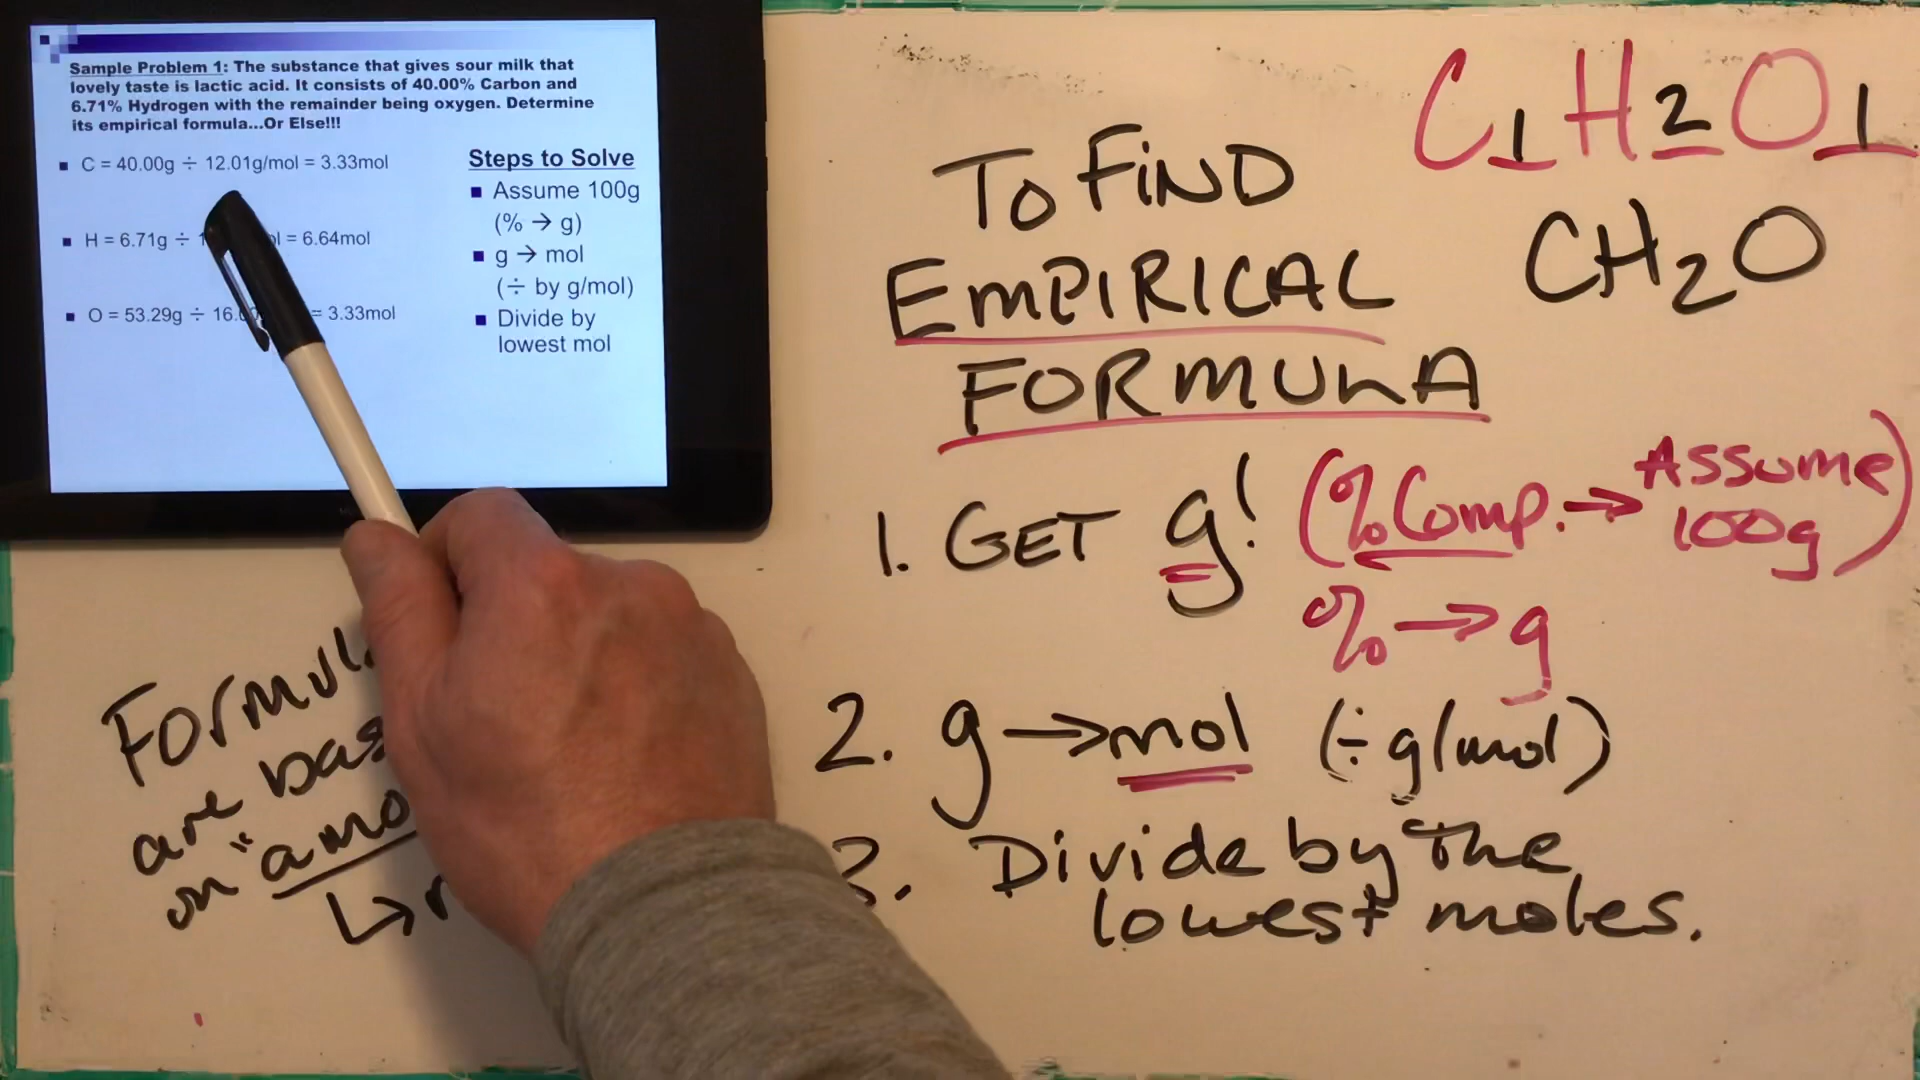 Sample Problem 1: The substance that gives sour milk that
lovely taste is lactic acid. It consists of 40.00% Carbon and
6.71% Hydrogen with the remainder being oxygen. Determine
its empirical formula...Or Else!!!
C = 40.00g ÷ 12.01g/mol = 3.33mol
H = 6.71g ÷ = 6.64mol
O = 53.29g ÷ = 3.33mol
Steps to Solve
Assume 100g
(% → g)
g → mol
(÷ by g/mol)
Divide by
lowest mol
TO FIND
EMPIRICAL
FORMULA
C1H2O1
CH2O
1. GET g! (% Comp. → Assume
100g)
% → g
2. g → mol (÷ g/mol)
3. Divide by the
lowest moles.
are
on